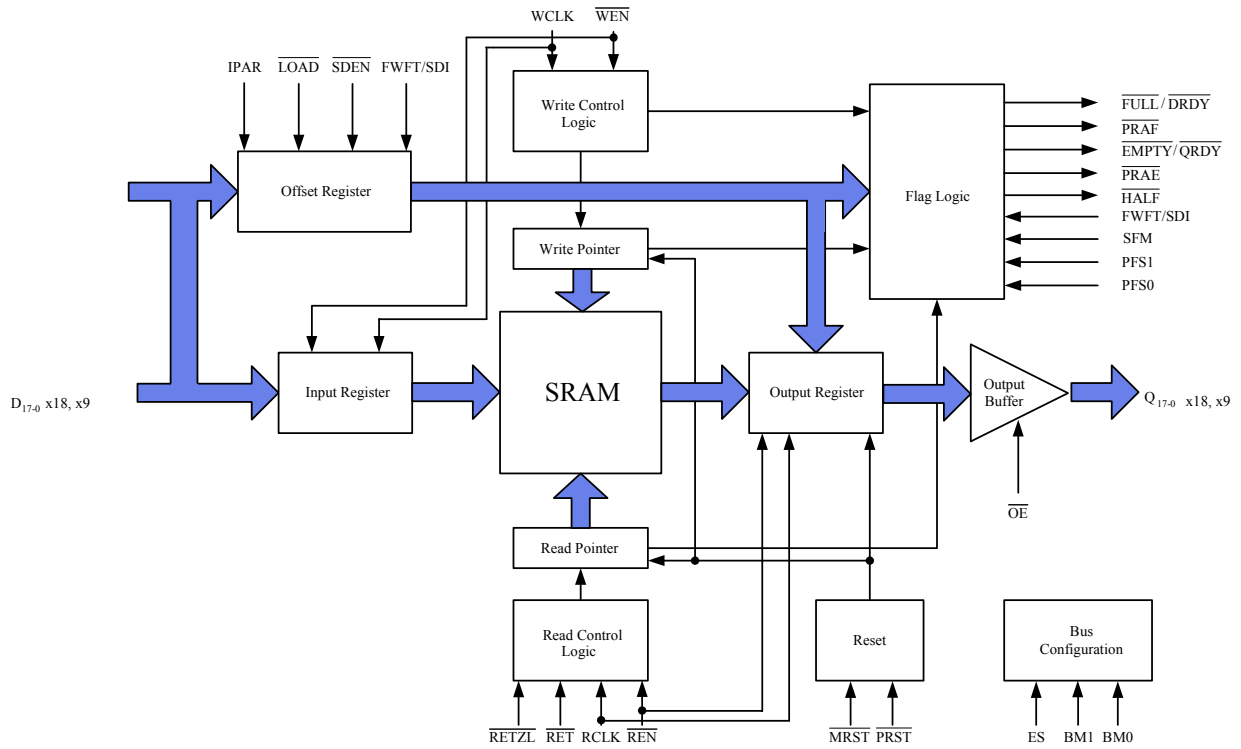 WCLK WEN
IPAR LOAD SDEN FWFT/SDI
Write Control
Logic
Offset Register
Flag Logic
FULL / DRDY
PRAF
EMPTY/ QRDY
PRAE
HALF
FWFT/SDI
SFM
PFS1
PFS0
Write Pointer
D17-0 x18, x9
Input Register
SRAM
Output Register
Output
Buffer
Q17-0 x18, x9
OE
Read Pointer
Read Control
Logic
Reset
Bus
Configuration
RETZL RET RCLK REN
MRST PRST
ES BM1 BM0